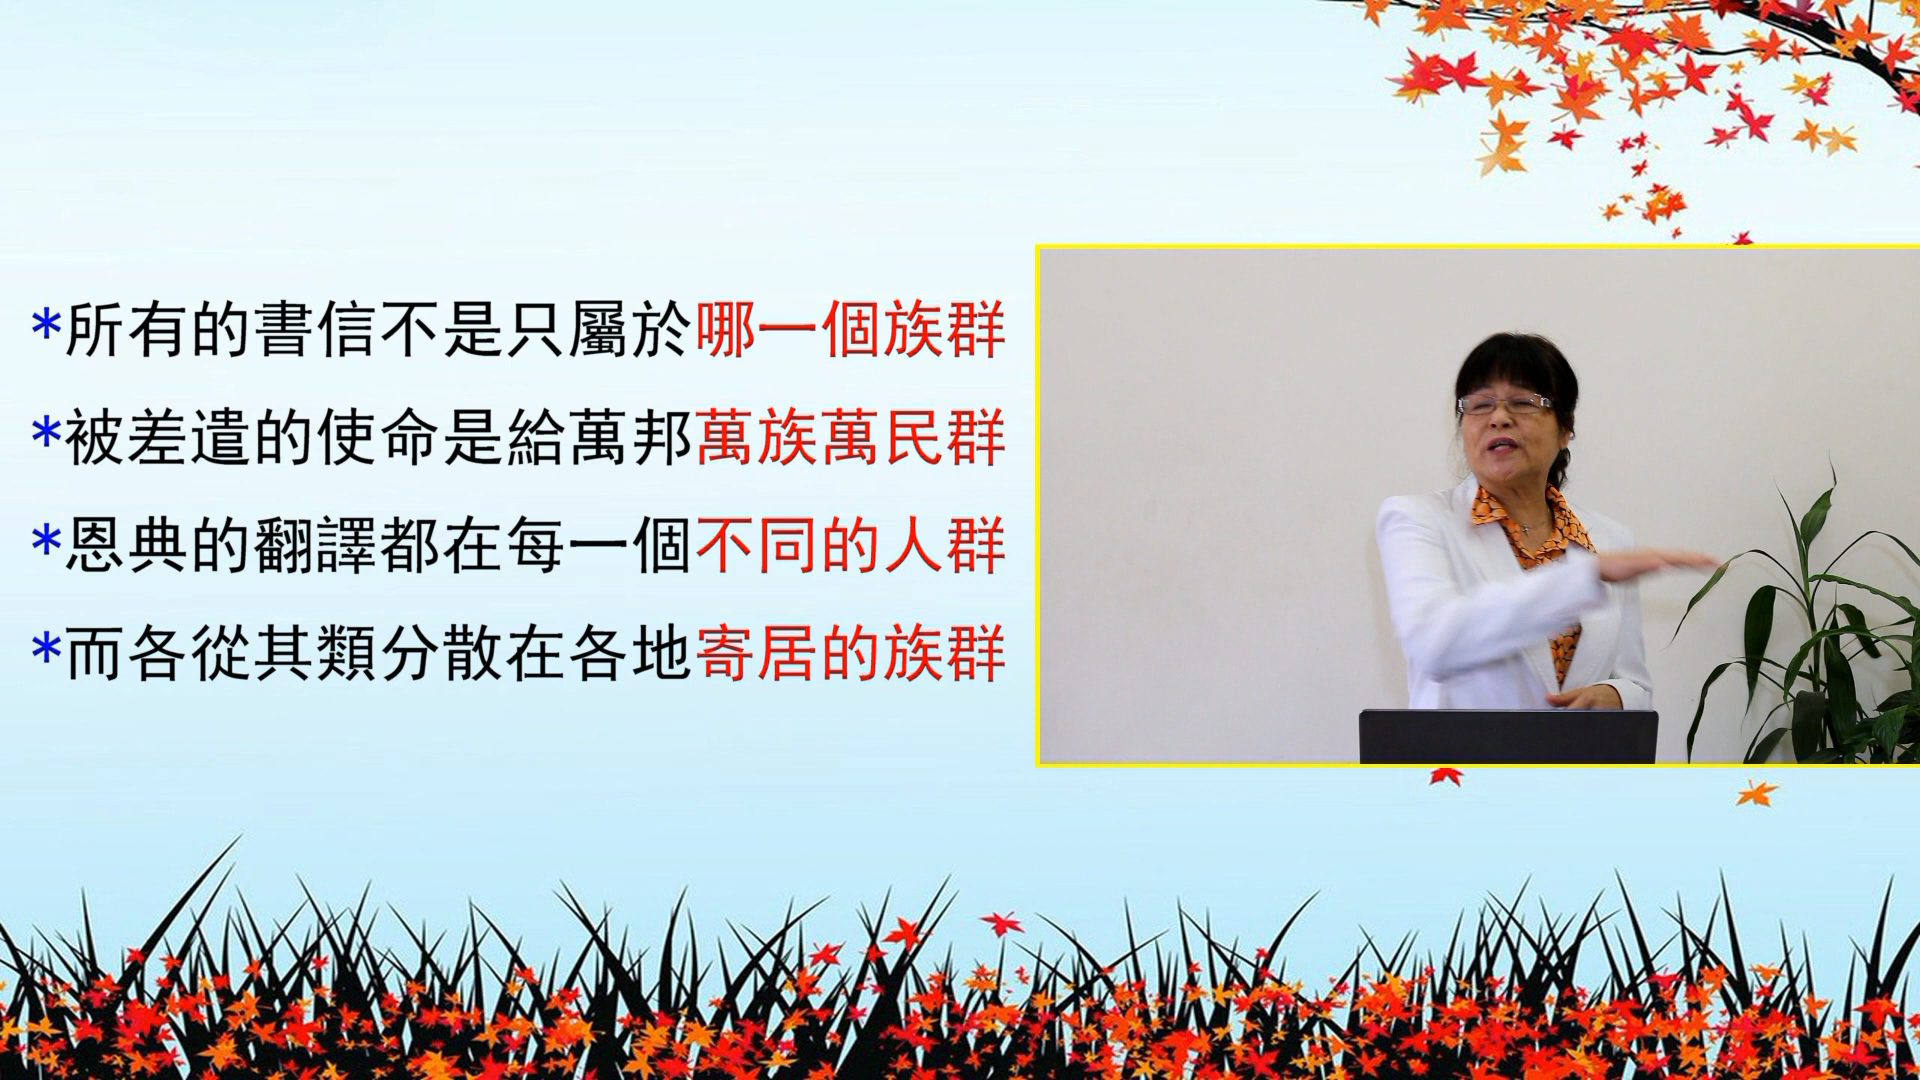 *所有的書信不是只屬於哪一個族群
*被差遣的使命是給萬邦萬族萬民群
*恩典的翻譯都在每一個不同的人群
*而各從其類分散在各地寄居的族群